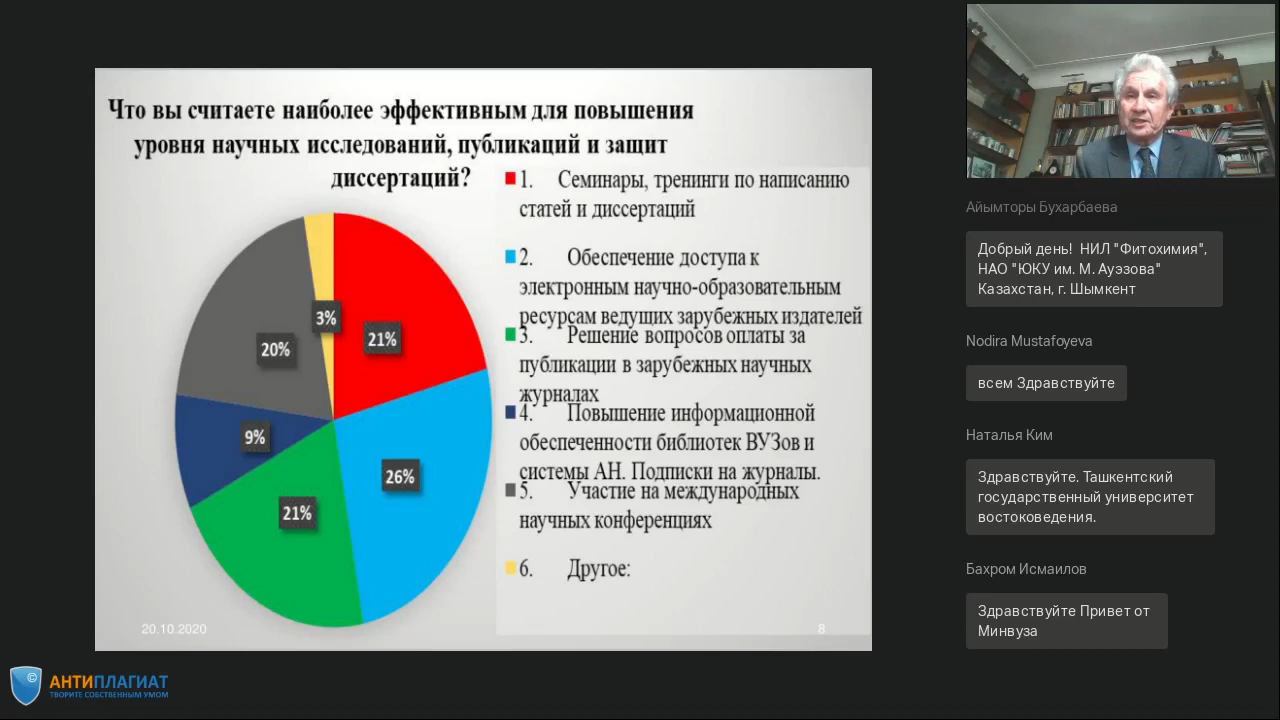 Что вы считаете наиболее эффективным для повышения
уровня научных исследований, публикаций и защит
диссертаций?
1. Семинары, тренинги по написанию
статей и диссертаций
2. Обеспечение доступа к
электронным научно-образовательным
ресурсам ведущих зарубежных издателей
3. Решение вопросов оплаты за
публикации в зарубежных научных
журналах
4. Повышение информационной
обеспеченности библиотек ВУЗов и
системы АН. Подписки на журналы.
5. Участие на международных
научных конференциях
6. Другое:
3%
21%
20%
9%
26%
21%
20.10.2020
8
©
АНТИПЛАГИАТ
ТВОРИТЕ СОБСТВЕННЫМ УМОМ
Айымторы Бухарбаева
Добрый день! НИЛ "Фитохимия",
НАО "ЮКУ им. М. Ауэзова"
Казахстан, г. Шымкент
Nodira Mustafoyeva
всем Здравствуйте
Наталья Ким
Здравствуйте. Ташкентский
государственный университет
востоковедения.
Бахром Исмаилов
Здравствуйте Привет от
Минвуза